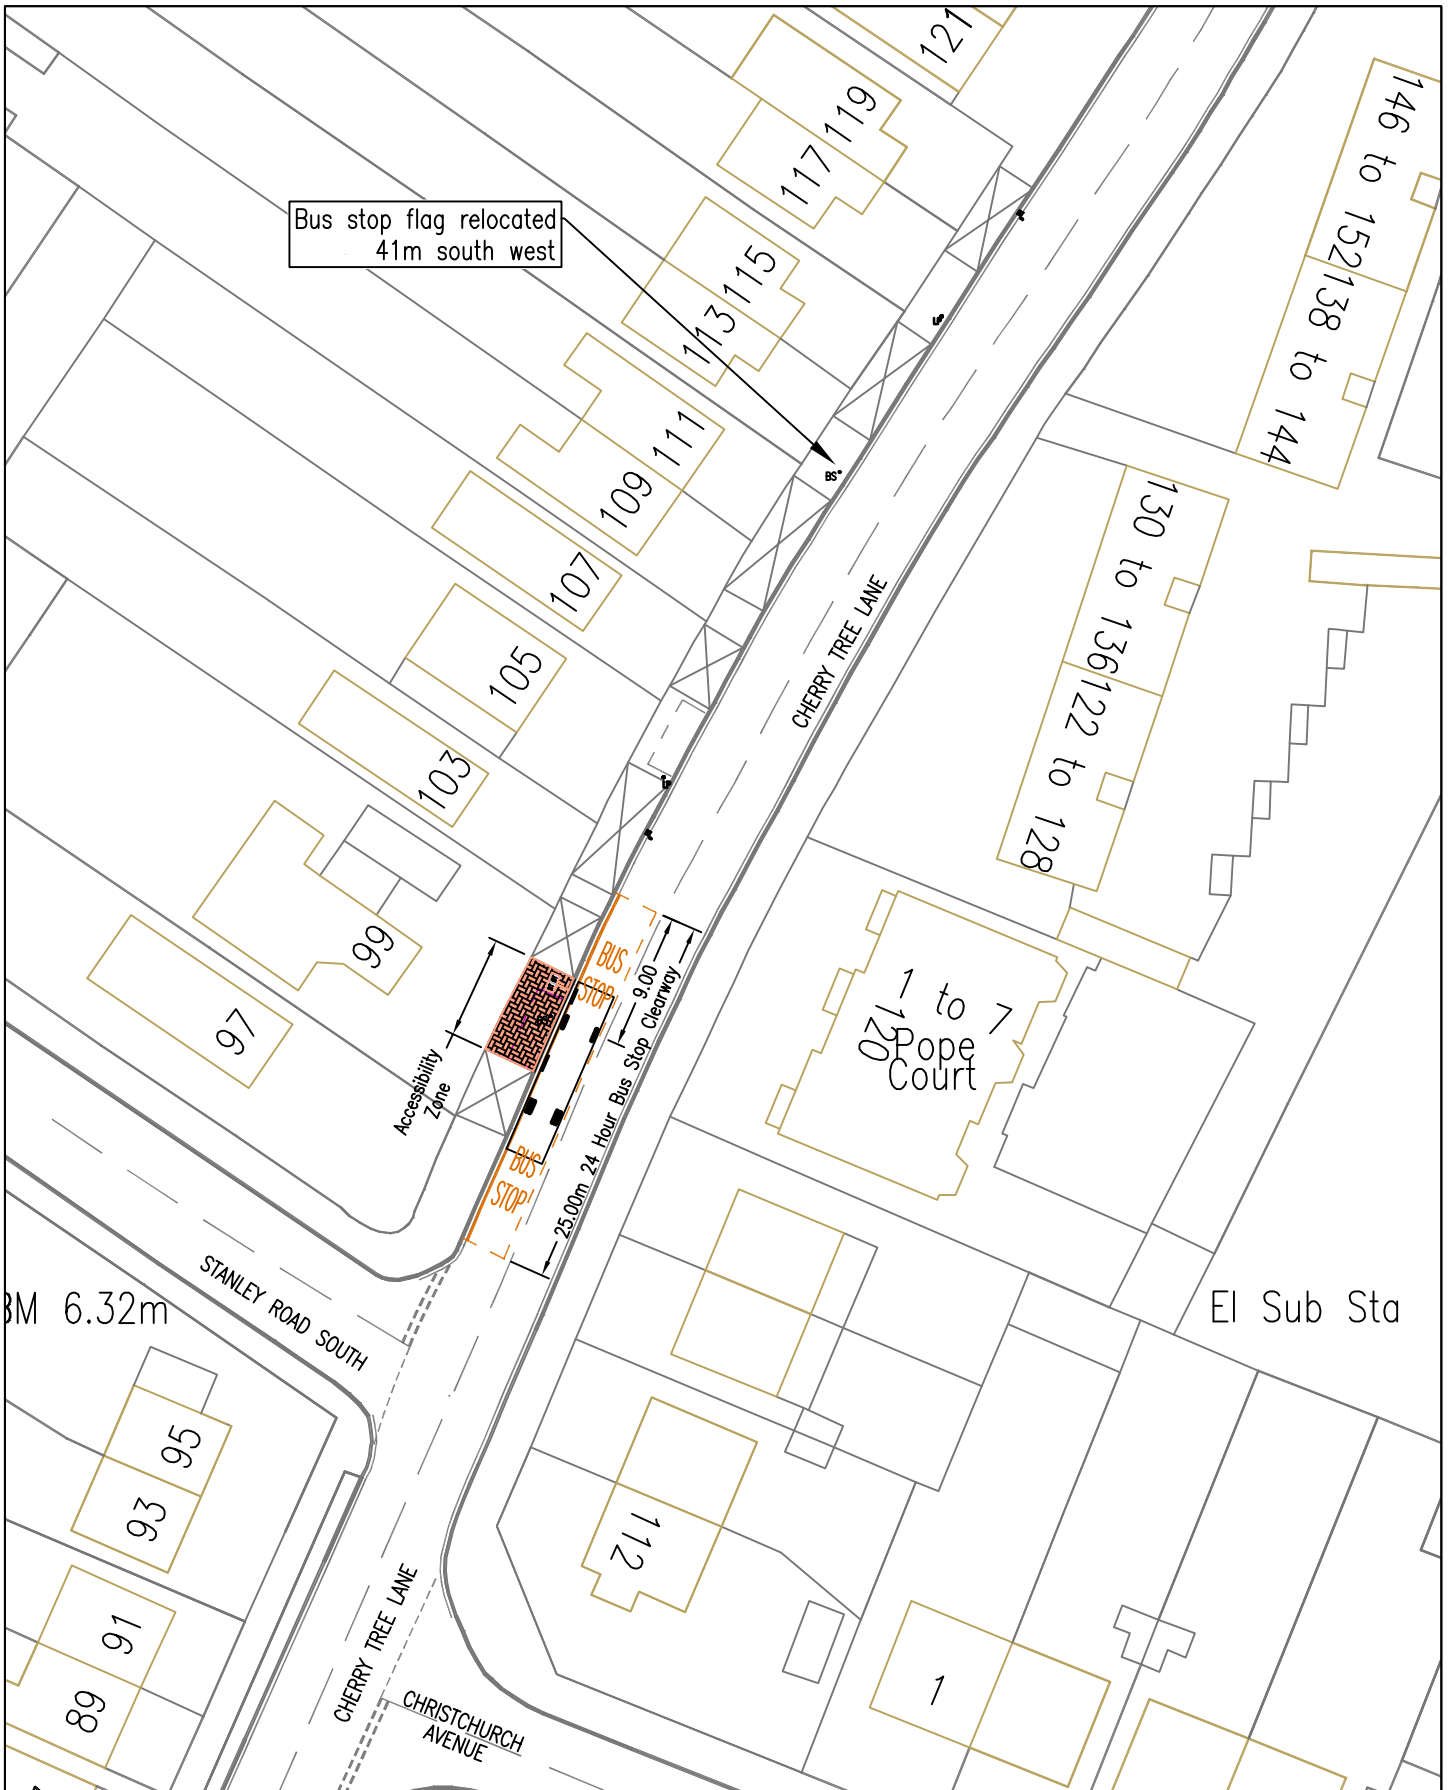 121
119
117
146 to 152
Bus stop flag relocated
41m south west
115
113
138 to 144
LP
111
109
BS
130 to 136
107
CHERRY TREE LANE
105
122 to 128
103
LP
99
BUS
STOP
9.00
25.00m 24 Hour Bus Stop Clearway
97
1 to 7
120
Pope
Court
Accessibility
Zone
BUS
STOP
STANLEY ROAD SOUTH
BM 6.32m
El Sub Sta
95
93
112
91
89
CHERRY TREE LANE
CHRISTCHURCH
AVENUE
1